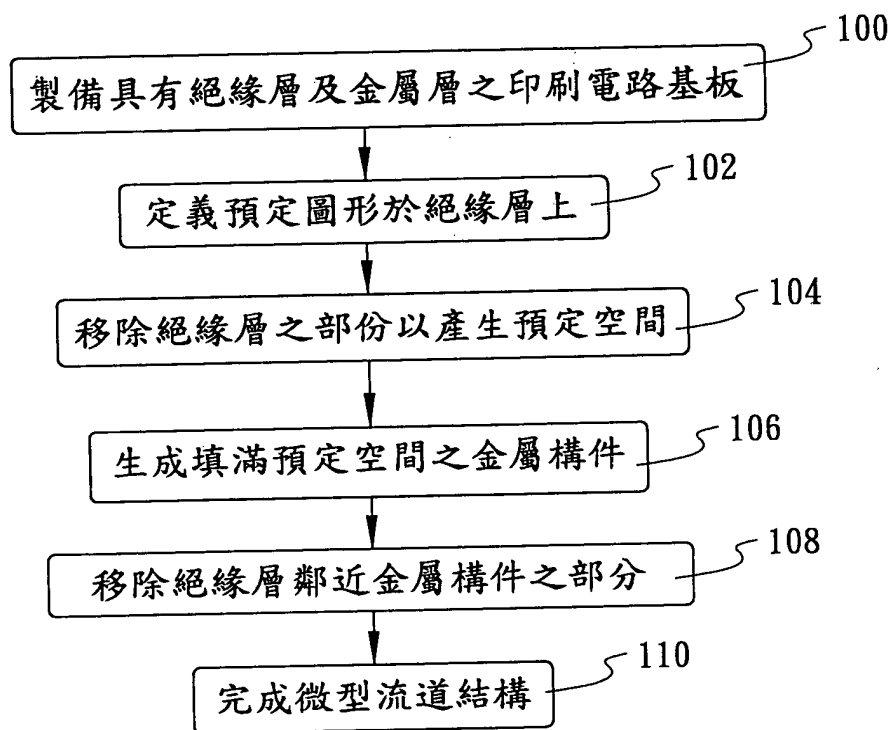 100
製備具有絕緣層及金屬層之印刷電路基板
102
定義預定圖形於絕緣層上
104
移除絕緣層之部份以產生預定空間
106
生成填滿預定空間之金屬構件
108
移除絕緣層鄰近金屬構件之部分
110
完成微型流道結構